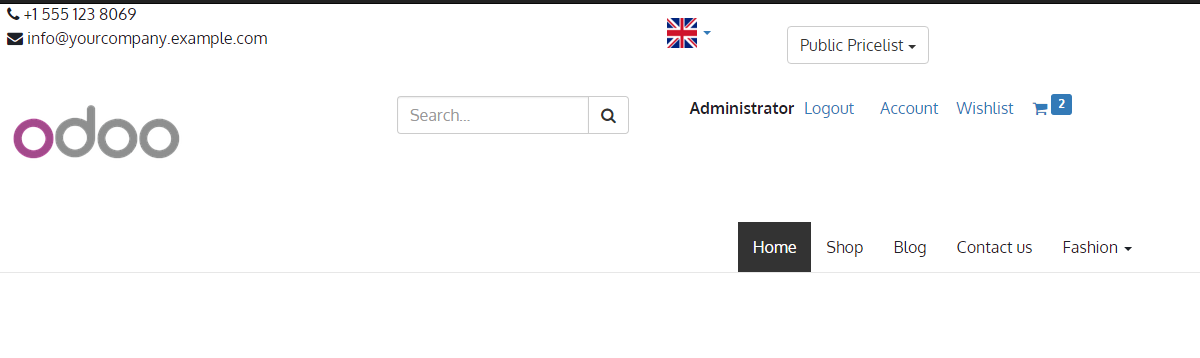 +1 555 123 8069
info@yourcompany.example.com
Public Pricelist
odoo
Search...
Administrator Logout Account Wishlist 2
Home Shop Blog Contact us Fashion